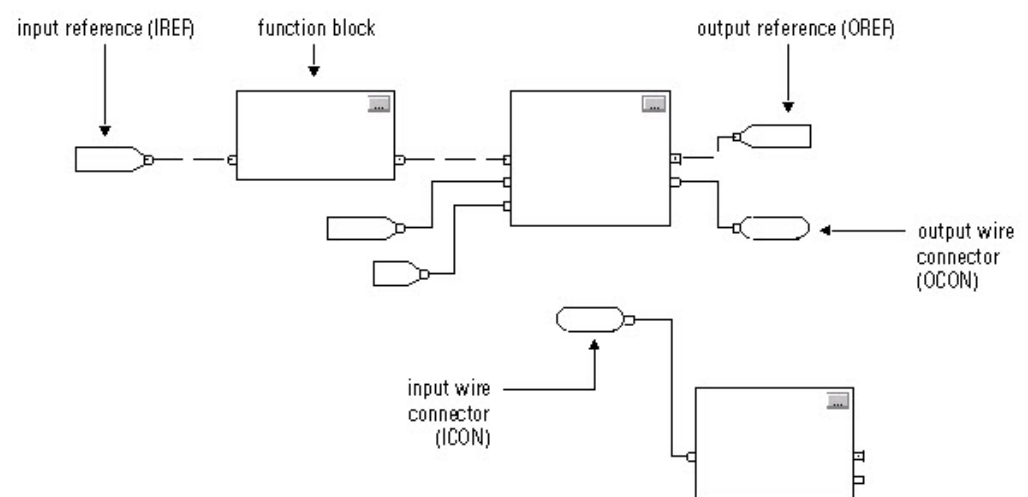 input reference (IREF)
function block
output reference (OREF)
...
...
output wire
connector
(OCON)
input wire
connector
(ICON)
...